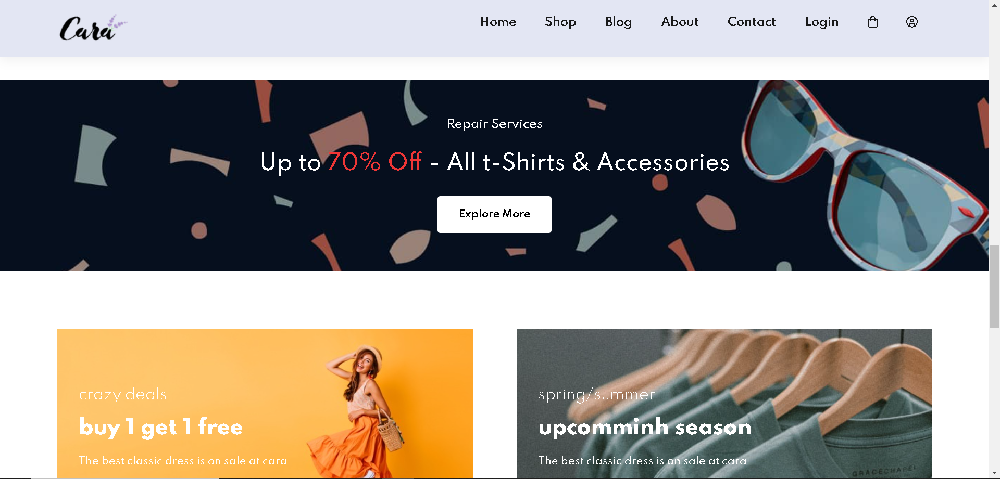 Cara
Home Shop Blog About Contact Login
Repair Services
Up to 70% Off - All t-Shirts & Accessories
Explore More
crazy deals
buy 1 get 1 free
The best classic dress is on sale at cara
spring/summer
upcomminh season
The best classic dress is on sale at cara
GRACECHAPEL